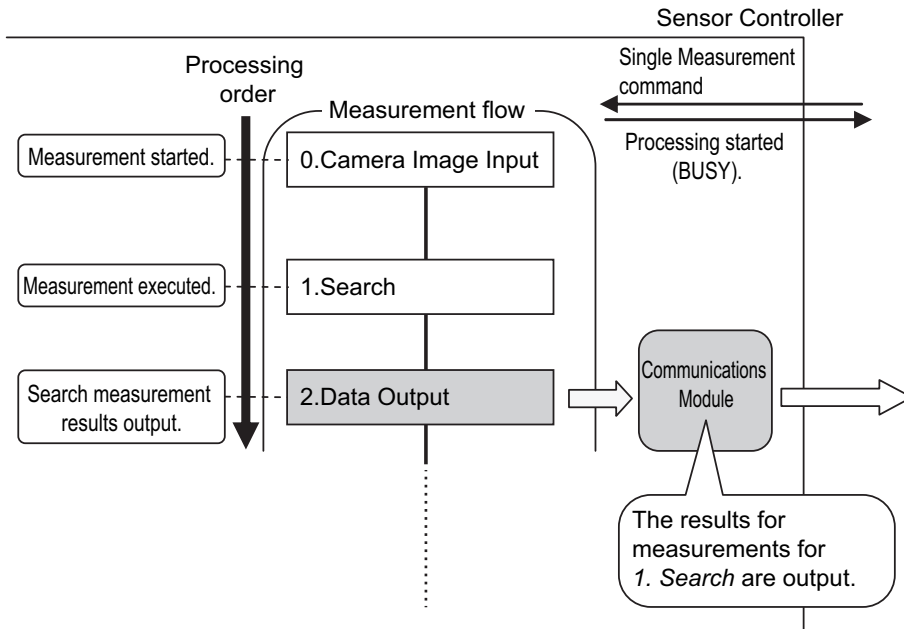 Sensor Controller
Processing
order
Single Measurement
command
Measurement flow
Processing started
(BUSY).
Measurement started.
0.Camera Image Input
Measurement executed.
1.Search
Search measurement
results output.
2.Data Output
Communications
Module
The results for
measurements for
1. Search are output.